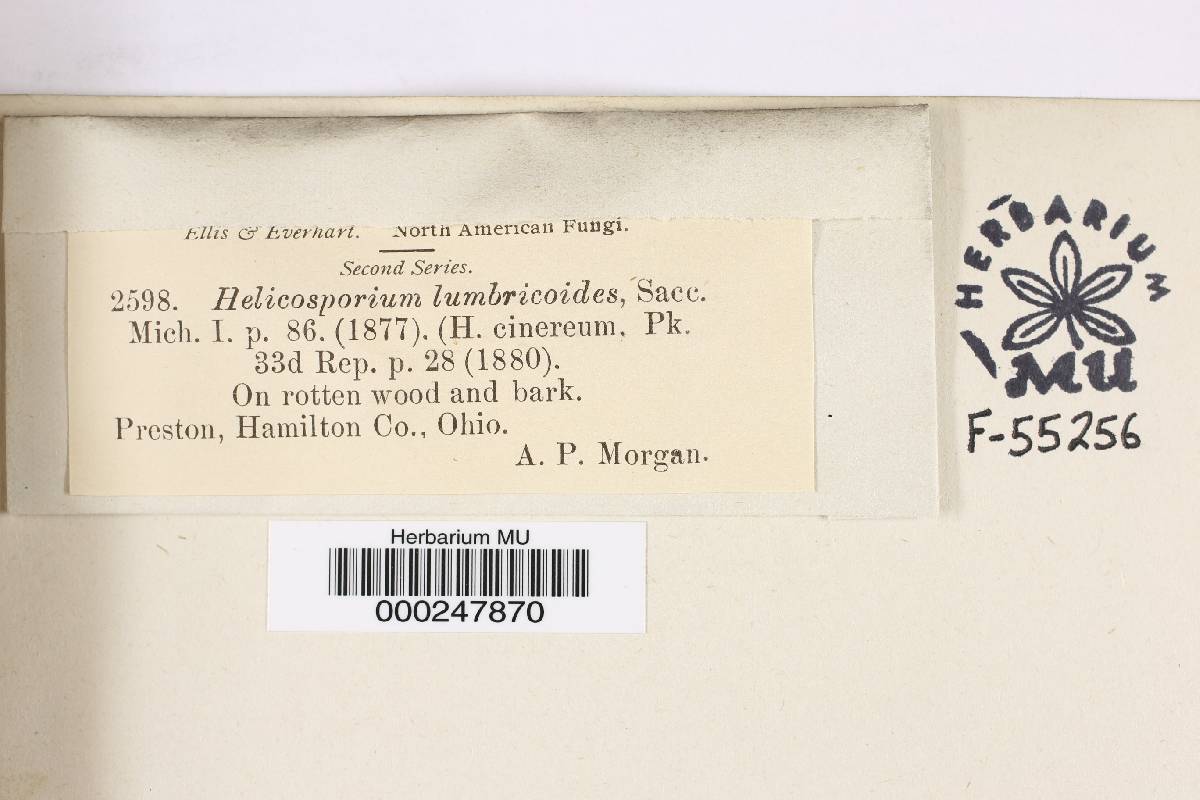 Ellis & Everhart. North American Fungi.
Second Series.
2598. Helicosporium lumbricoides, Sacc.
Mich. I. p. 86. (1877). (H. cinereum, Pk.
33d Rep. p. 28 (1880).
On rotten wood and bark.
Preston, Hamilton Co., Ohio.
A. P. Morgan.
HERBARIUM
MU
F-55256
Herbarium MU
000247870